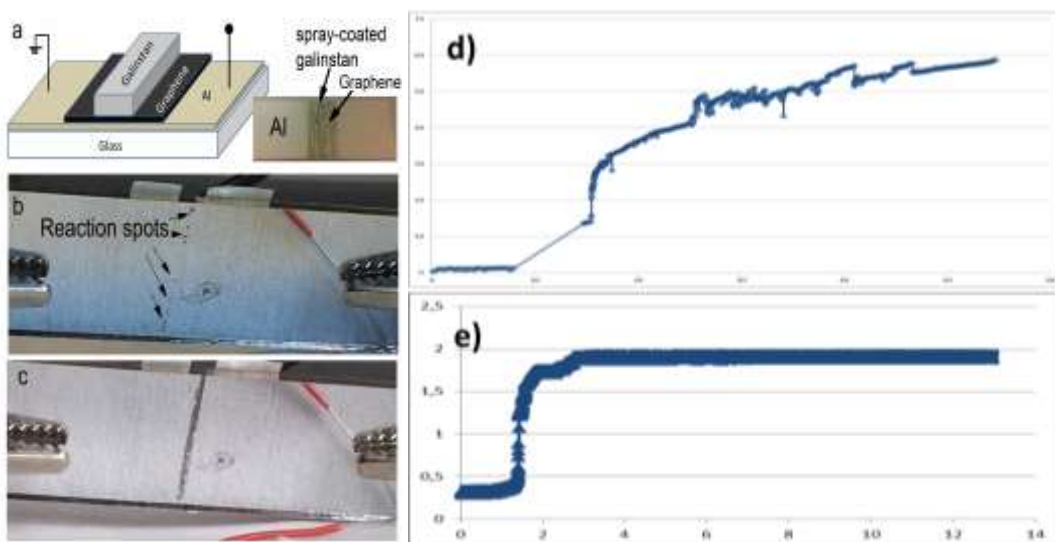 a
Galinstan
Graphene
Al
Glass
spray-coated
galinstan
Graphene
Al
b
Reaction spots
c
d)
e)
2,5
2
1,5
1
0,5
0
0 2 4 6 8 10 12 14